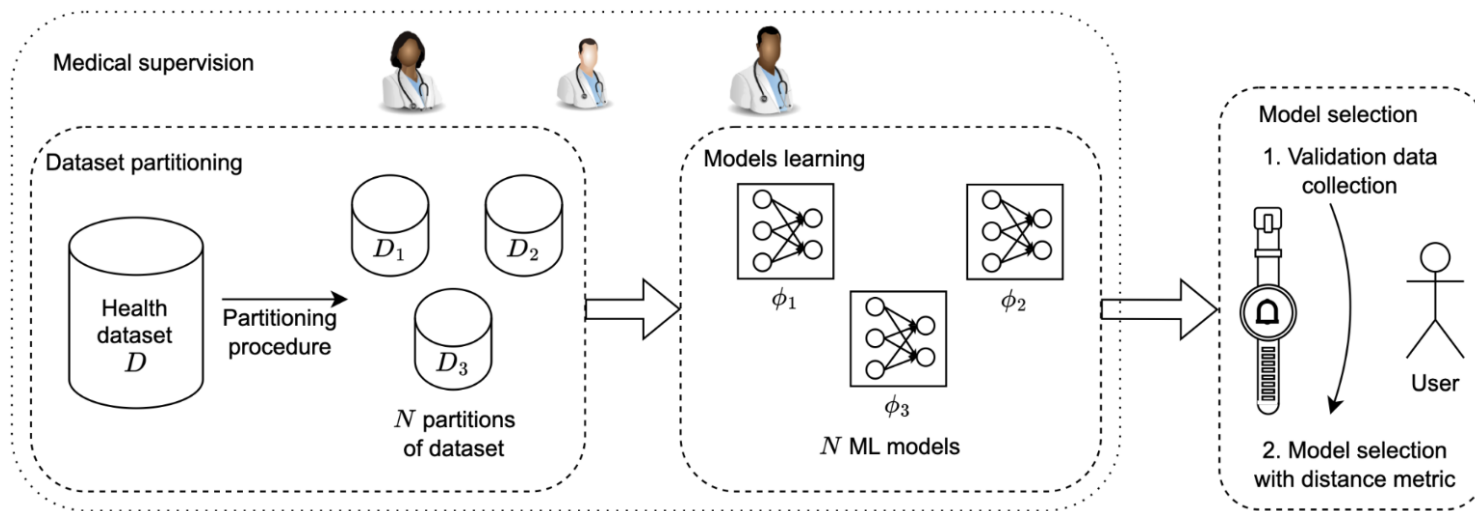 Medical supervision
Dataset partitioning
Health
dataset
D
Partitioning
procedure
D₁
D₂
D₃
N partitions
of dataset
Models learning
ϕ₁
ϕ₂
ϕ₃
N ML models
Model selection
1. Validation data
collection
User
2. Model selection
with distance metric